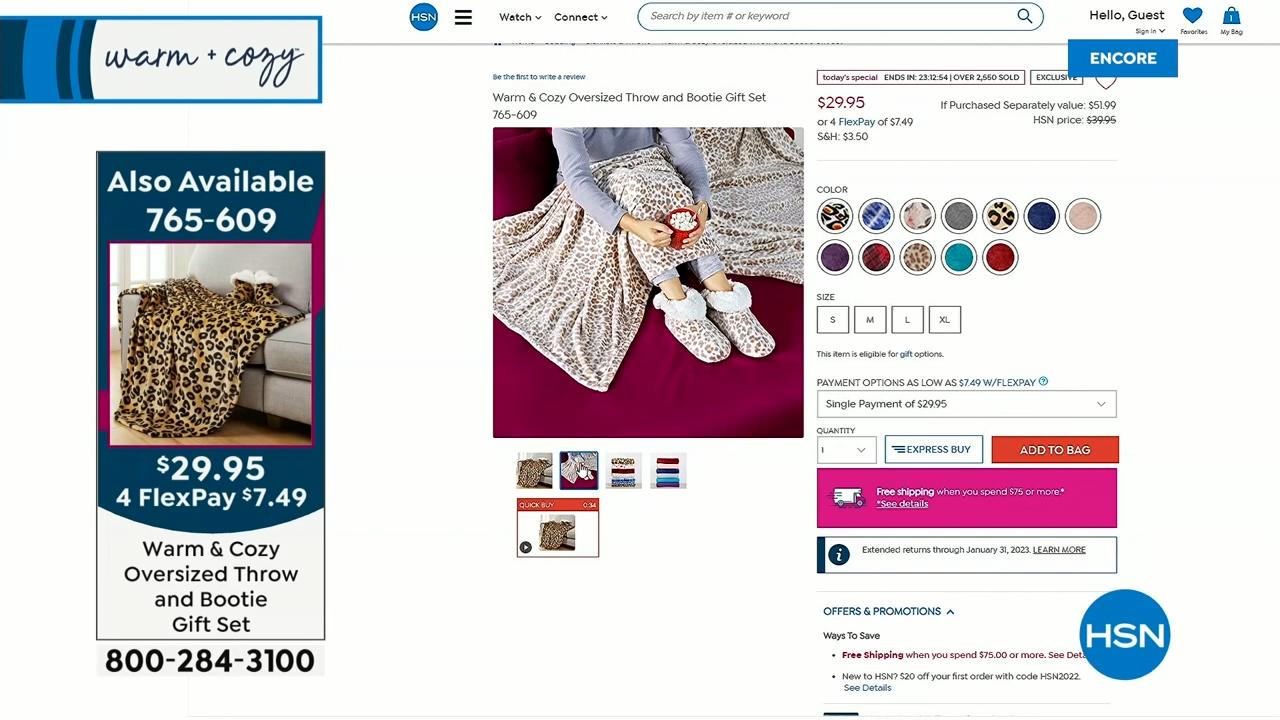 warm + cozy™
HSN
Watch
Connect
Search by item # or keyword
Hello, Guest
Sign In
Favorites
1
My Bag
ENCORE
Also Available
765-609
$29.95
4 FlexPay $7.49
Warm & Cozy
Oversized Throw
and Bootie
Gift Set
800-284-3100
Be the first to write a review
Warm & Cozy Oversized Throw and Bootie Gift Set
765-609
QUICK BUY 0:34
today's special ENDS IN: 23:12:54 | OVER 2,550 SOLD
EXCLUSIVE
$29.95
If Purchased Separately value: $51.99
or 4 FlexPay of $7.49
HSN price: $39.95
S&H: $3.50
COLOR
SIZE
S M L XL
This item is eligible for gift options.
PAYMENT OPTIONS AS LOW AS $7.49 W/FLEXPAY ?
Single Payment of $29.95
QUANTITY
1
EXPRESS BUY
ADD TO BAG
Free shipping when you spend $75 or more.*
*See details
i
Extended returns through January 31, 2023. LEARN MORE
OFFERS & PROMOTIONS
Ways To Save
• Free Shipping when you spend $75.00 or more. See
• New to HSN? $20 off your first order with code HSN2022.
See Details
HSN